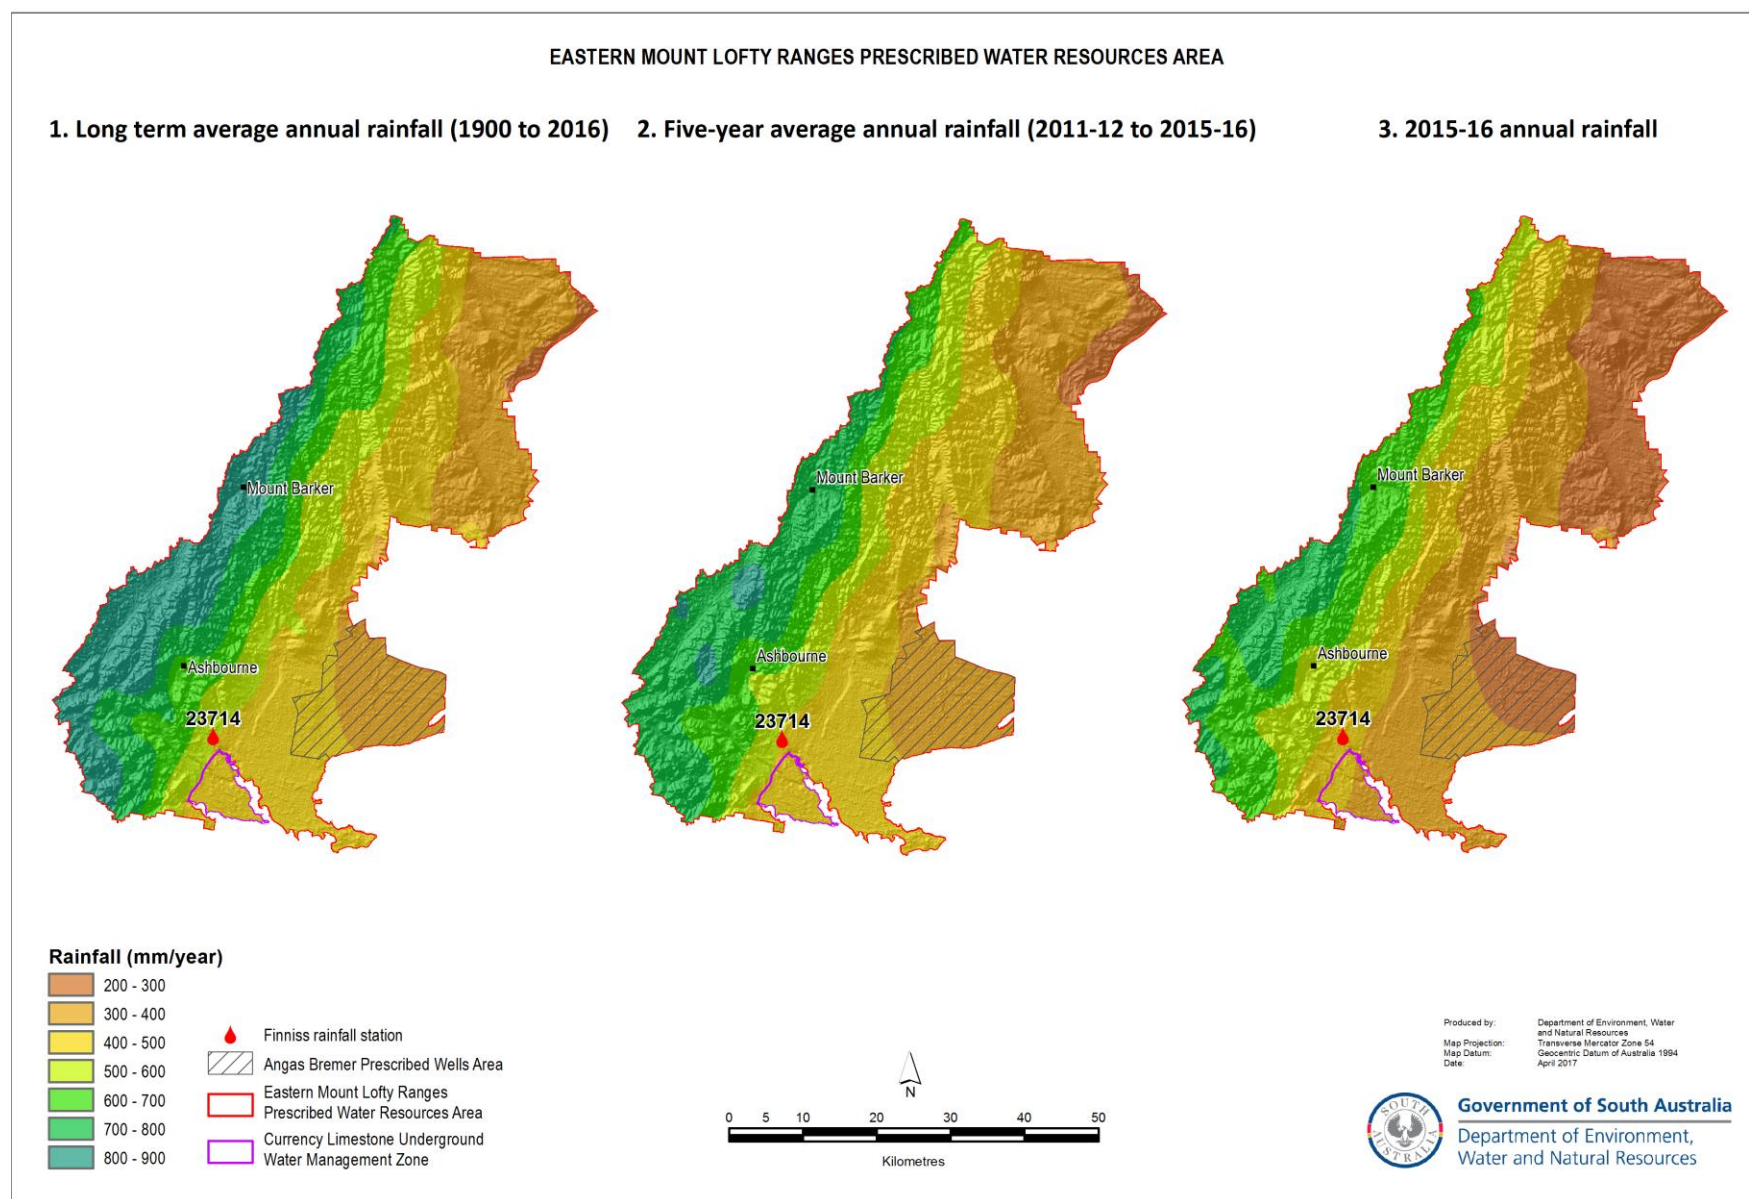 EASTERN MOUNT LOFTY RANGES PRESCRIBED WATER RESOURCES AREA
1. Long term average annual rainfall (1900 to 2016)
2. Five-year average annual rainfall (2011-12 to 2015-16)
3. 2015-16 annual rainfall
Mount Barker
Ashbourne
23714
Mount Barker
Ashbourne
23714
Mount Barker
Ashbourne
23714
Rainfall (mm/year)
200 - 300
300 - 400
400 - 500
500 - 600
600 - 700
700 - 800
800 - 900
Finniss rainfall station
Angas Bremer Prescribed Wells Area
Eastern Mount Lofty Ranges
Prescribed Water Resources Area
Currency Limestone Underground
Water Management Zone
N
0 5 10 20 30 40 50
Kilometres
Produced by: Department of Environment, Water
and Natural Resources
Map Projection: Transverse Mercator Zone 54
Map Datum: Geocentric Datum of Australia 1994
Date: April 2017
SOUTH
AUSTRALIA
Government of South Australia
Department of Environment,
Water and Natural Resources